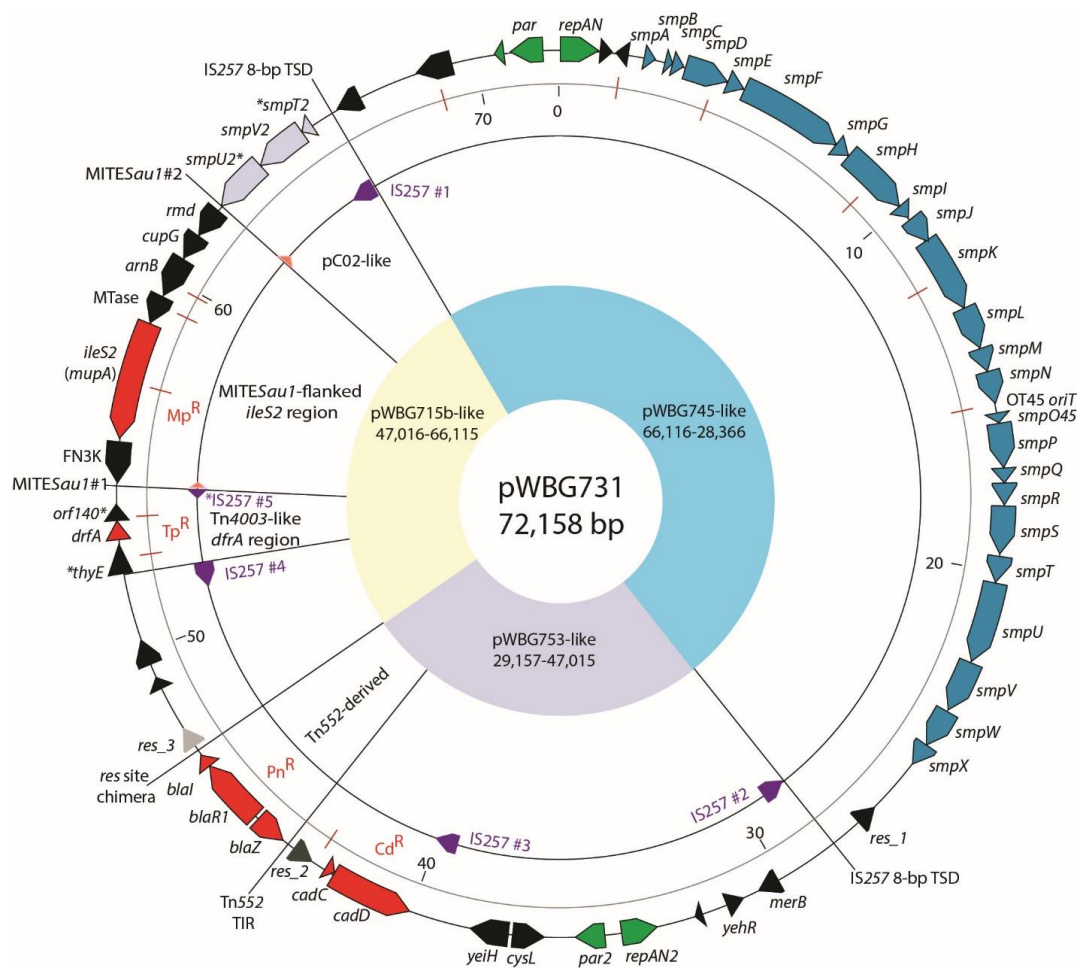 pWBG731
72,158 bp
pWBG745-like
66,116-28,366
pWBG753-like
29,157-47,015
pWBG715b-like
47,016-66,115
par
repAN
smpA
smpB
smpC
smpD
smpE
smpF
smpG
smpH
smpI
smpJ
smpK
smpL
smpM
smpN
OT45 oriT
smpO45
smpP
smpQ
smpR
smpS
smpT
smpU
smpV
smpW
smpX
res_1
IS257 8-bp TSD
merB
yehR
repAN2
par2
cysL
yeiH
cadD
cadC
res_2
Tn552
TIR
blaZ
blaR1
blaI
res site
chimera
res_3
*thyE
drfA
orf140*
MITESau1#1
FN3K
ileS2
(mupA)
MTase
arnB
cupG
rmd
MITESau1#2
smpU2*
smpV2
*smpT2
IS257 8-bp TSD
0
10
20
30
40
50
60
70
IS257 #1
IS257 #2
IS257 #3
IS257 #4
*IS257 #5
pC02-like
MITESau1-flanked
ileS2 region
Tn4003-like
dfrA region
Tn552-derived
MpR
TpR
PnR
CdR